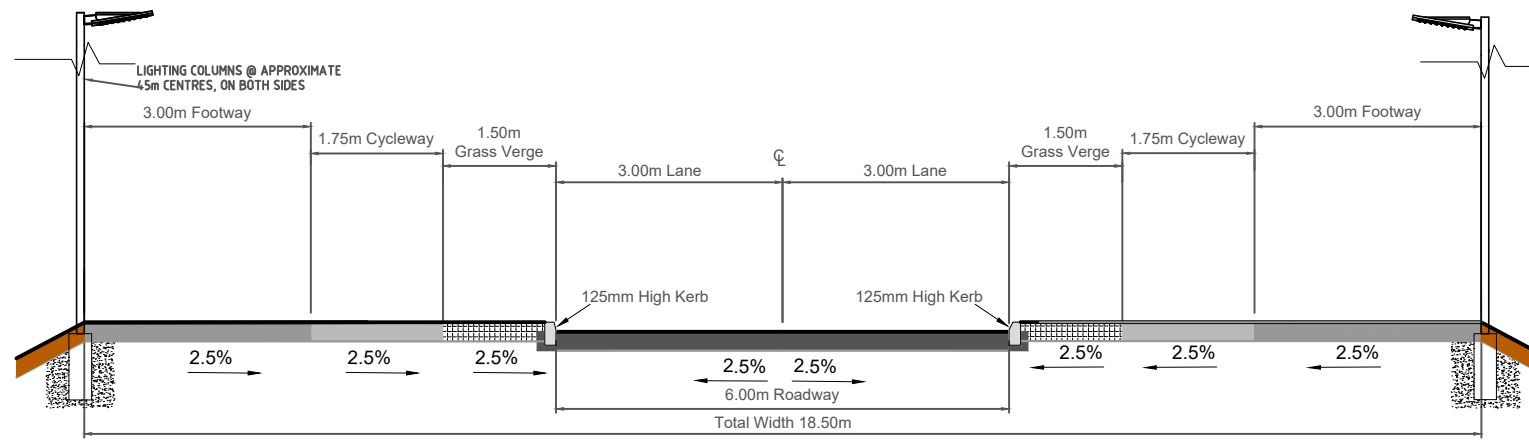 LIGHTING COLUMNS @ APPROXIMATE
45m CENTRES, ON BOTH SIDES
3.00m Footway
1.75m Cycleway
1.50m
Grass Verge
3.00m Lane
℄
3.00m Lane
1.50m
Grass Verge
1.75m Cycleway
3.00m Footway
125mm High Kerb
125mm High Kerb
2.5%
2.5%
2.5%
2.5%
2.5%
2.5%
2.5%
2.5%
6.00m Roadway
Total Width 18.50m